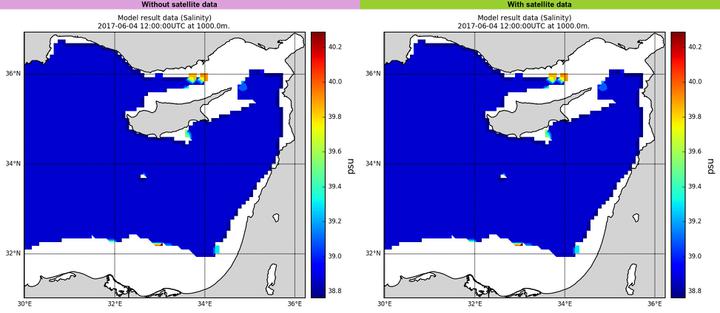 Without satellite data
With satellite data
Model result data (Salinity)
2017-06-04 12:00:00UTC at 1000.0m.
36°N
34°N
32°N
30°E
32°E
34°E
36°E
40.2
40.0
39.8
39.6
39.4
39.2
39.0
38.8
psu
Model result data (Salinity)
2017-06-04 12:00:00UTC at 1000.0m.
36°N
34°N
32°N
30°E
32°E
34°E
36°E
40.2
40.0
39.8
39.6
39.4
39.2
39.0
38.8
psu